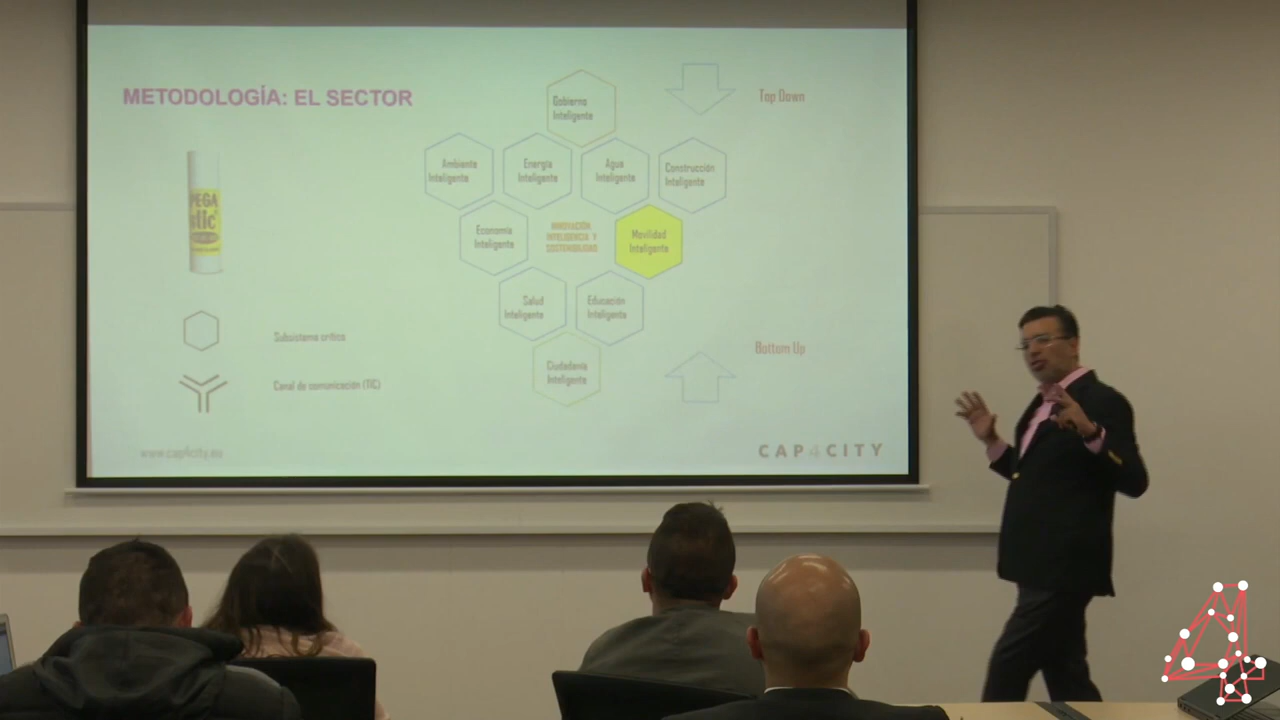 METODOLOGÍA: EL SECTOR
Top Down
Gobierno
Inteligente
Ambiente
Inteligente
Energía
Inteligente
Agua
Inteligente
Construcción
Inteligente
Economía
Inteligente
INNOVACIÓN
INTELIGENCIA Y
SOSTENIBILIDAD
Movilidad
Inteligente
Salud
Inteligente
Educación
Inteligente
Ciudadanía
Inteligente
Bottom Up
PEGA
stic
Subsistema crítico
Canal de comunicación (TIC)
www.cap4city.eu
CAP4CITY
4